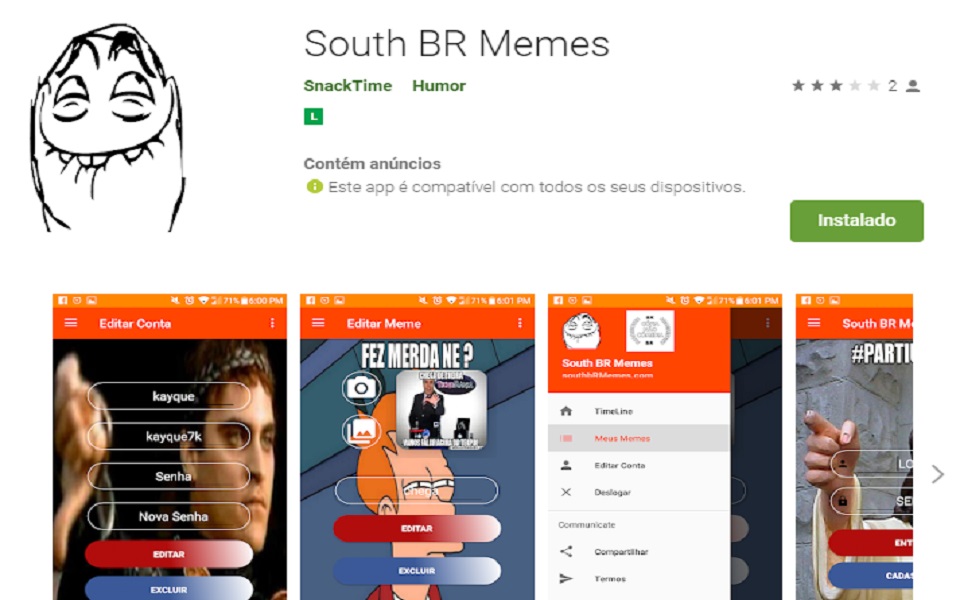 South BR Memes
SnackTime Humor
2
L
Contém anúncios
Este app é compatível com todos os seus dispositivos.
Instalado
71% 6:00 PM
Editar Conta
kayque
kayque7k
Senha
Nova Senha
EDITAR
EXCLUIR
71% 6:01 PM
Editar Meme
FEZ MERDA NE ?
EDITAR
EXCLUIR
71% 6:01 PM
South BR Memes
southbRMemes.com
TimeLine
Meus Memes
Editar Conta
Deslogar
Communicate
Compartilhar
Termos
South BR M
#PARTIU
LO
SE
ENT
CADAS